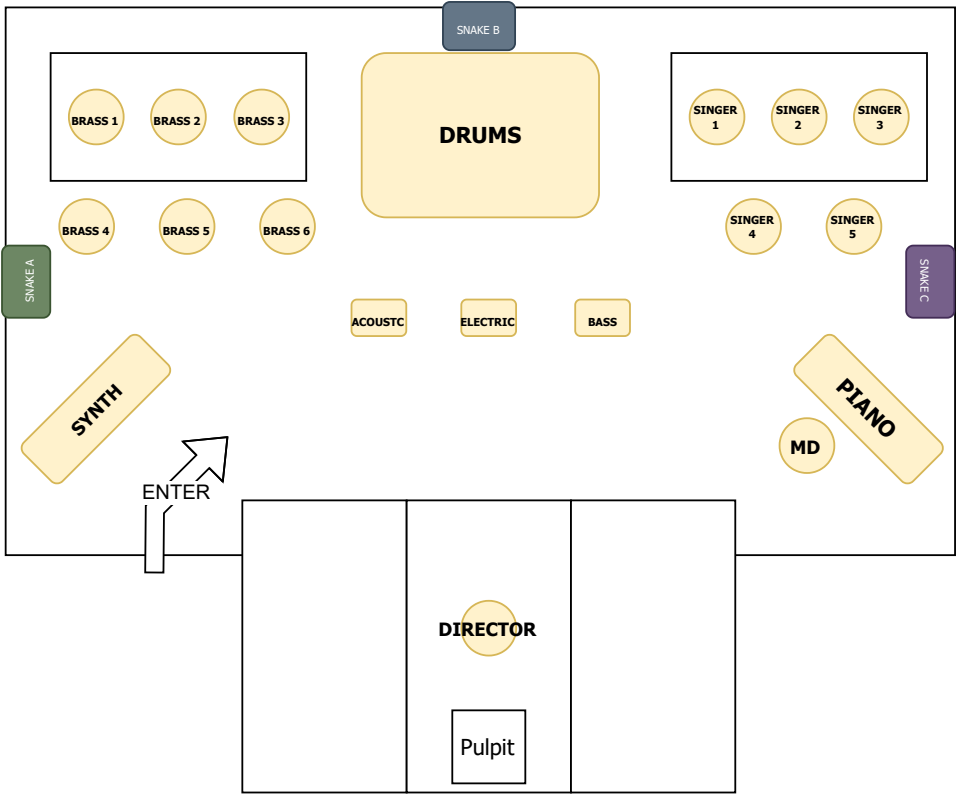 SNAKE B
BRASS 1
BRASS 2
BRASS 3
DRUMS
SINGER
1
SINGER
2
SINGER
3
BRASS 4
BRASS 5
BRASS 6
SINGER
4
SINGER
5
SNAKE A
SNAKE C
ACOUSTC
ELECTRIC
BASS
SYNTH
PIANO
MD
ENTER
DIRECTOR
Pulpit